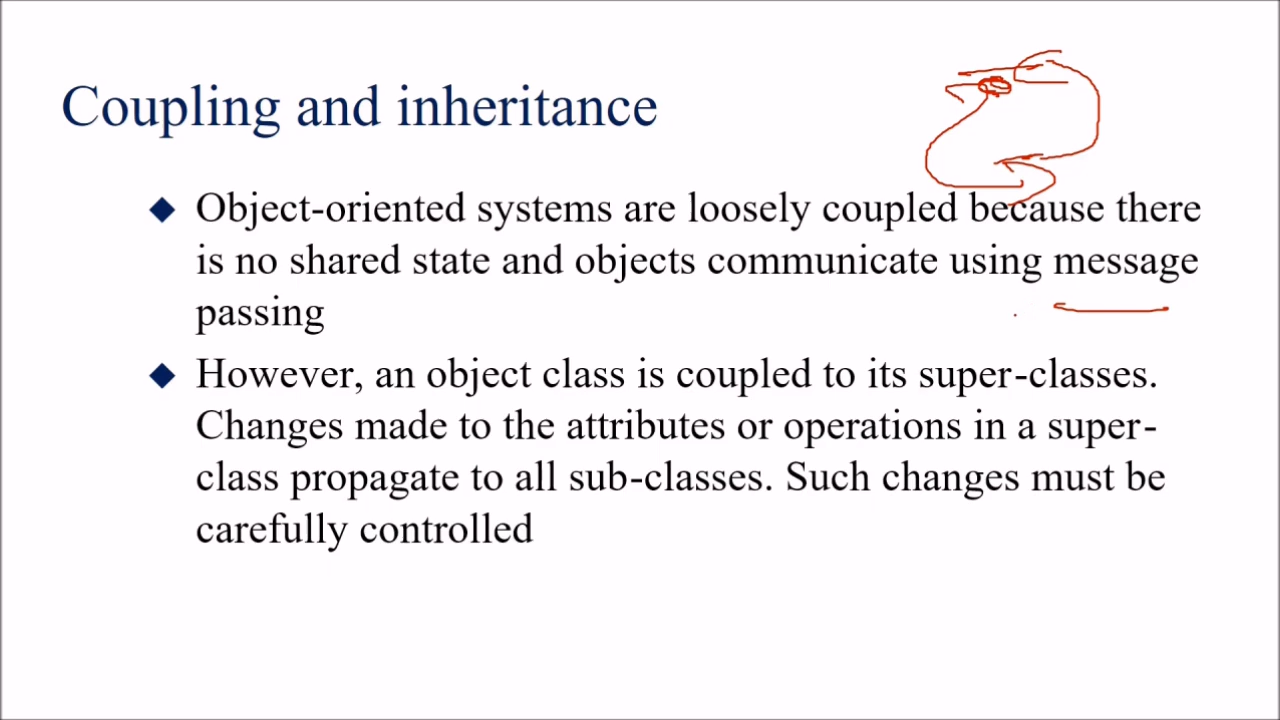 Coupling and inheritance
Object-oriented systems are loosely coupled because there
is no shared state and objects communicate using message
passing
However, an object class is coupled to its super-classes.
Changes made to the attributes or operations in a super-
class propagate to all sub-classes. Such changes must be
carefully controlled